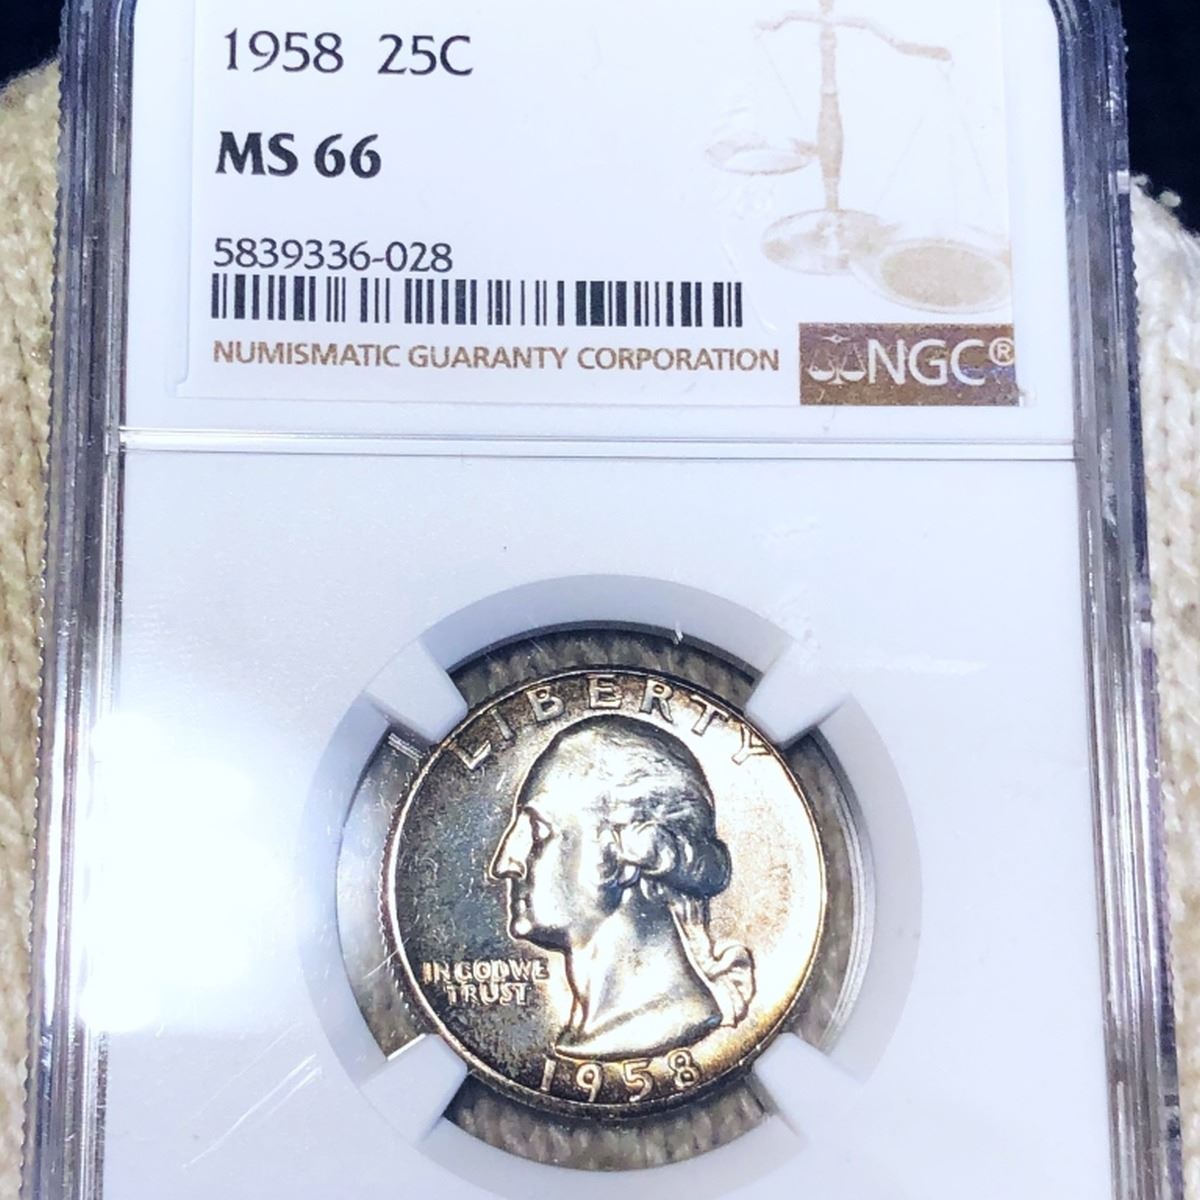 1958 25C
MS 66
5839336-028
NUMISMATIC GUARANTY CORPORATION
NGC®
LIBERTY
IN GOD WE
TRUST
1958